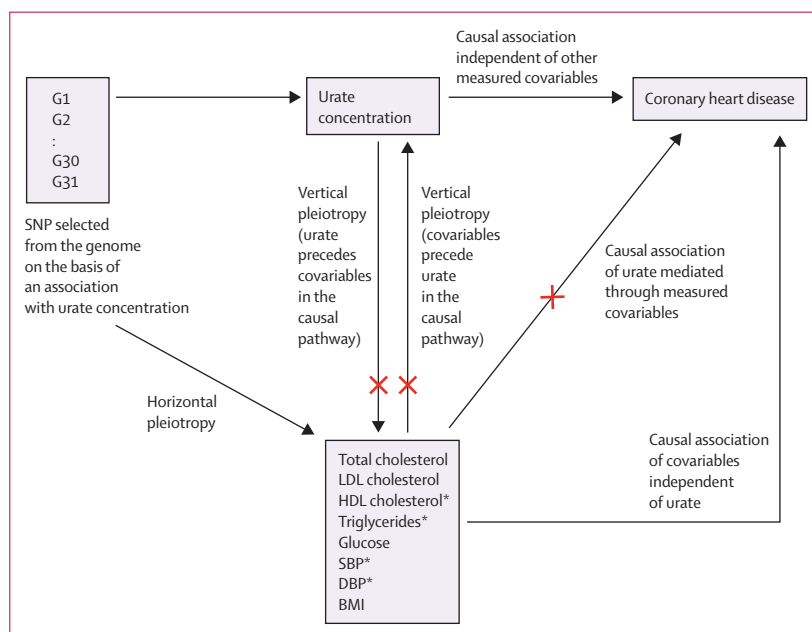 G1
G2
:
G30
G31
SNP selected
from the genome
on the basis of
an association
with urate concentration
Urate
concentration
Causal association
independent of other
measured covariables
Coronary heart disease
Vertical
pleiotropy
(urate
precedes
covariables
in the
causal
pathway)
Vertical
pleiotropy
(covariables
precede
urate
in the
causal
pathway)
Causal association
of urate mediated
through measured
covariables
Horizontal
pleiotropy
Total cholesterol
LDL cholesterol
HDL cholesterol*
Triglycerides*
Glucose
SBP*
DBP*
BMI
Causal association
of covariables
independent
of urate